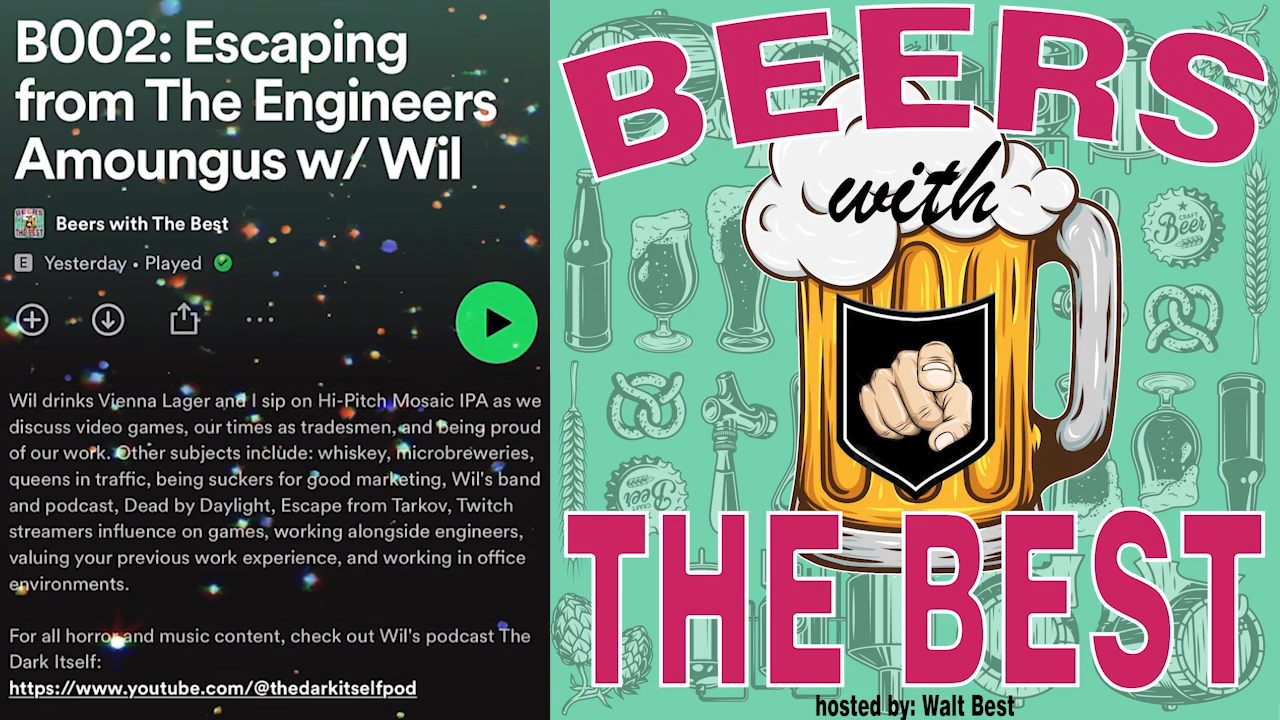 B002: Escaping
from The Engineers
Amoungus w/ Wil
Beers with The Best
E Yesterday • Played
Wil drinks Vienna Lager and I sip on Hi-Pitch Mosaic IPA as we
discuss video games, our times as tradesmen, and being proud
of our work. Other subjects include: whiskey, microbreweries,
queens in traffic, being suckers for good marketing, Wil's band
and podcast, Dead by Daylight, Escape from Tarkov, Twitch
streamers influence on games, working alongside engineers,
valuing your previous work experience, and working in office
environments.
For all horror and music content, check out Wil's podcast The
Dark Itself:
https://www.youtube.com/@thedarkitselfpod
BEERS
with
THE BEST
hosted by: Walt Best
CRAFT
Beer
Beer